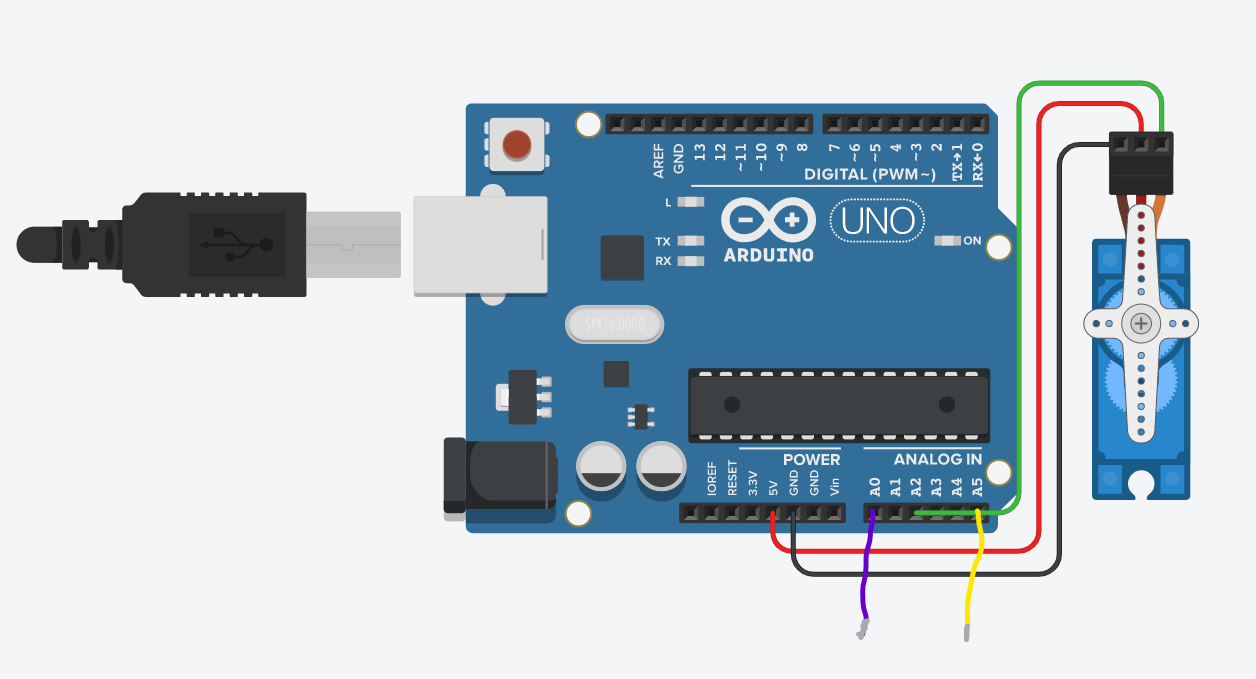 AREF
GND
13
12
~11
~10
~9
8
7
~6
~5
4
~3
2
TX→1
RX←0
DIGITAL (PWM~)
L
TX
RX
UNO
ARDUINO
ON
SPK16.000G
POWER
ANALOG IN
IOREF
RESET
3.3V
5V
GND
GND
Vin
A0
A1
A2
A3
A4
A5